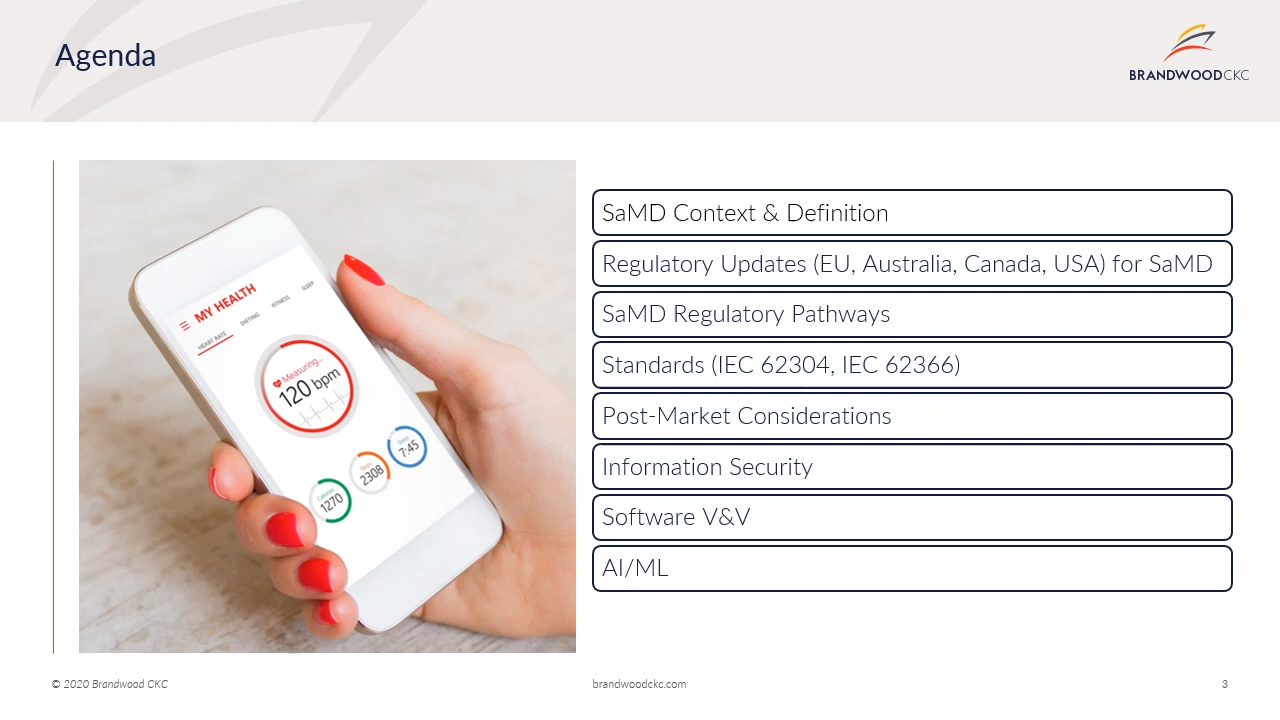 Agenda
BRANDWOODCKC
MY HEALTH
HEART RATE
DIETING
FITNESS
SLEEP
Measuring...
120 bpm
Calories
1270
2308
7:45
SaMD Context & Definition
Regulatory Updates (EU, Australia, Canada, USA) for SaMD
SaMD Regulatory Pathways
Standards (IEC 62304, IEC 62366)
Post-Market Considerations
Information Security
Software V&V
AI/ML
© 2020 Brandwood CKC
brandwoodckc.com
3